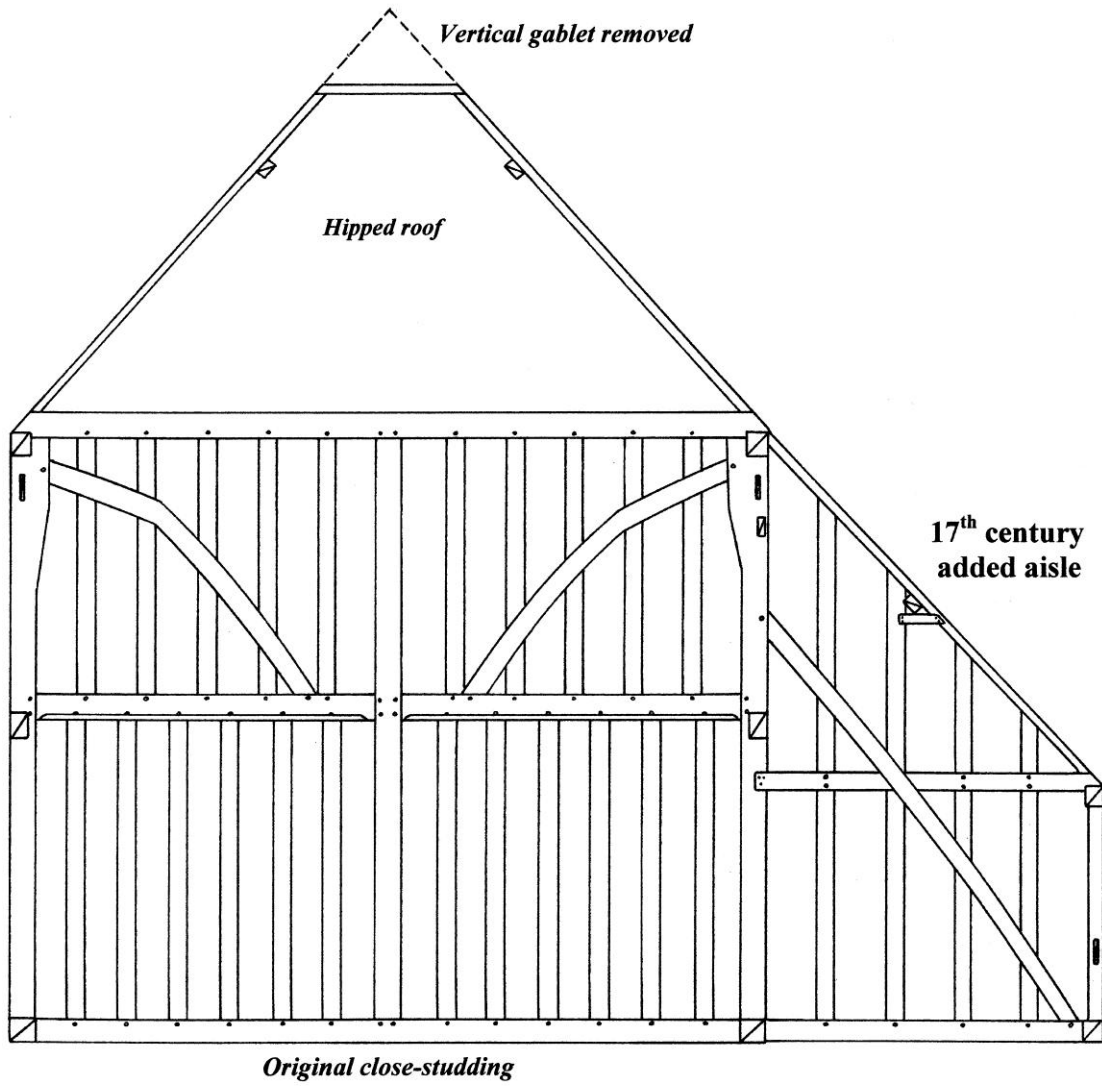 Vertical gablet removed
Hipped roof
17th century
added aisle
Original close-studding